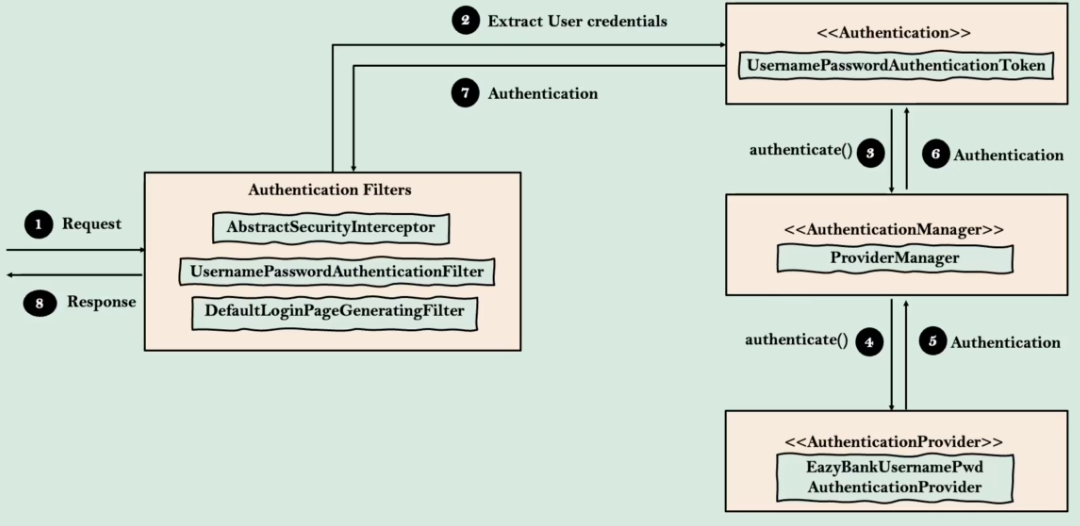 2 Extract User credentials
7 Authentication
<<Authentication>>
UsernamePasswordAuthenticationToken
authenticate() 3
6 Authentication
Authentication Filters
AbstractSecurityInterceptor
UsernamePasswordAuthenticationFilter
DefaultLoginPageGeneratingFilter
1 Request
8 Response
<<AuthenticationManager>>
ProviderManager
authenticate() 4
5 Authentication
<<AuthenticationProvider>>
EazyBankUsernamePwd
AuthenticationProvider